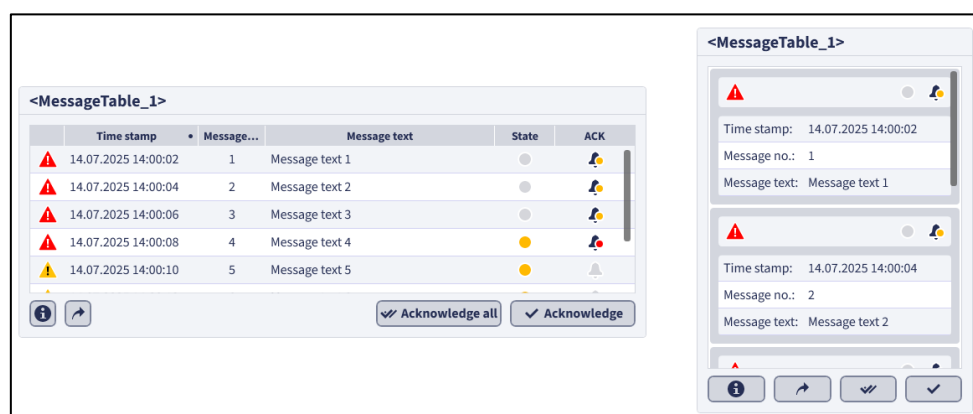 <MessageTable_1>
Time stamp • Message... Message text State ACK
14.07.2025 14:00:02 1 Message text 1
14.07.2025 14:00:04 2 Message text 2
14.07.2025 14:00:06 3 Message text 3
14.07.2025 14:00:08 4 Message text 4
14.07.2025 14:00:10 5 Message text 5
Acknowledge all Acknowledge
<MessageTable_1>
Time stamp: 14.07.2025 14:00:02
Message no.: 1
Message text: Message text 1
Time stamp: 14.07.2025 14:00:04
Message no.: 2
Message text: Message text 2